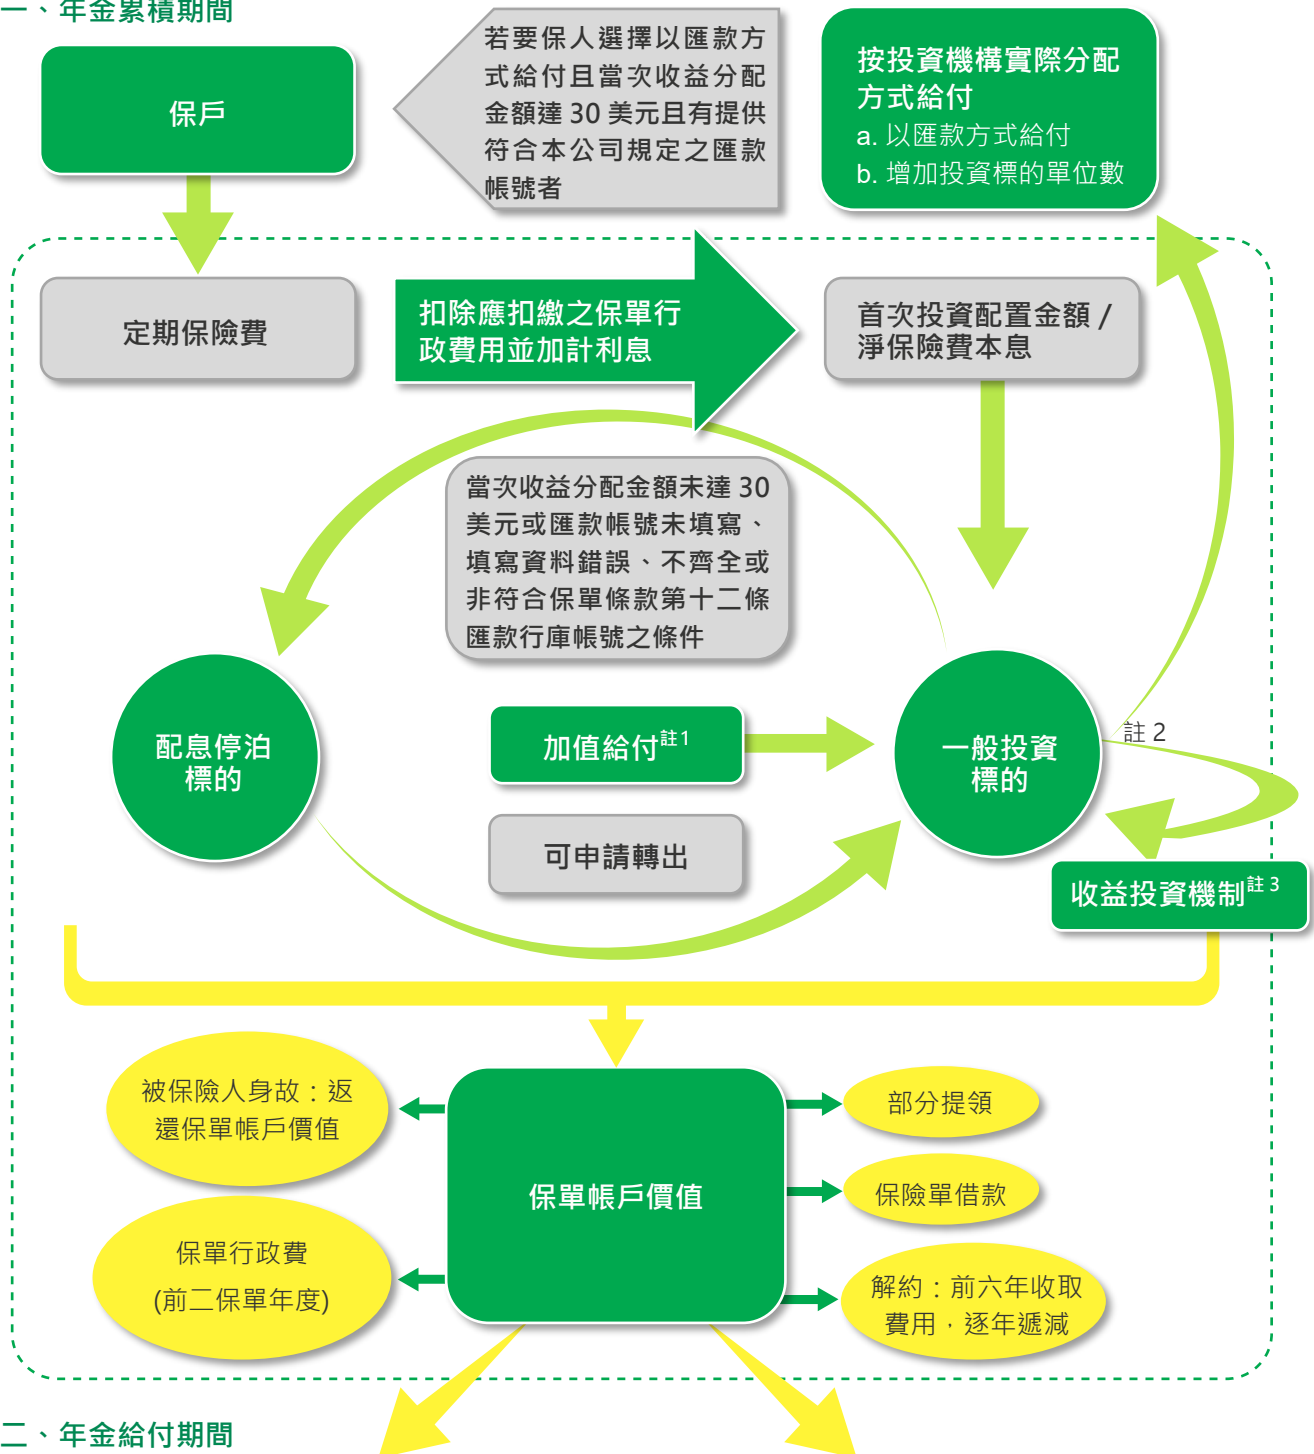 一、年金累積期間
保戶
若要保人選擇以匯款方
式給付且當次收益分配
金額達 30 美元且有提供
符合本公司規定之匯款
帳號者
按投資機構實際分配
方式給付
a. 以匯款方式給付
b. 增加投資標的單位數
定期保險費
扣除應扣繳之保單行
政費用並加計利息
首次投資配置金額 /
淨保險費本息
當次收益分配金額未達 30
美元或匯款帳號未填寫、
填寫資料錯誤、不齊全或
非符合保單條款第十二條
匯款行庫帳號之條件
配息停泊
標的
加值給付註1
可申請轉出
一般投資
標的
註 2
收益投資機制註 3
被保險人身故：返
還保單帳戶價值
保單行政費
(前二保單年度)
保單帳戶價值
部分提領
保險單借款
解約：前六年收取
費用，逐年遞減
二、年金給付期間